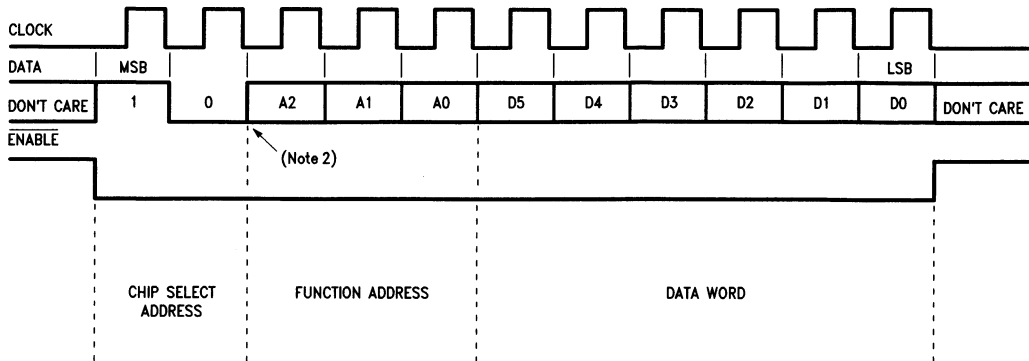 CLOCK
DATA MSB LSB
DON'T CARE 1 0 A2 A1 A0 D5 D4 D3 D2 D1 D0 DON'T CARE
ENABLE
(Note 2)
CHIP SELECT ADDRESS
FUNCTION ADDRESS
DATA WORD